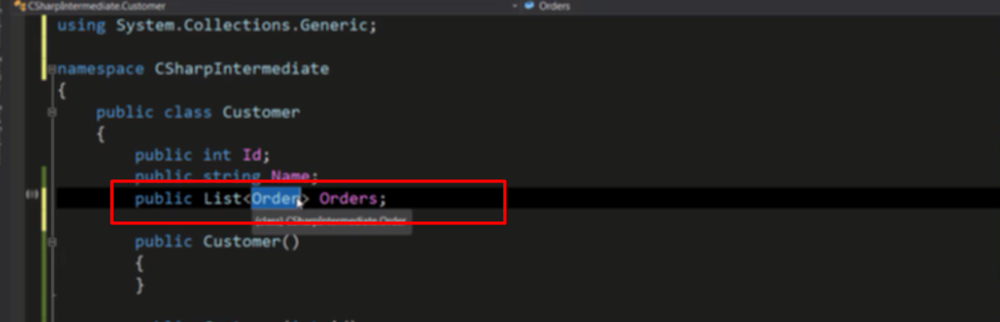 CSharpIntermediate.Customer Orders
using System.Collections.Generic;
namespace CSharpIntermediate
{
public class Customer
{
public int Id;
public string Name;
public List<Order> Orders;
(class) CSharpIntermediate.Order
public Customer()
{
}